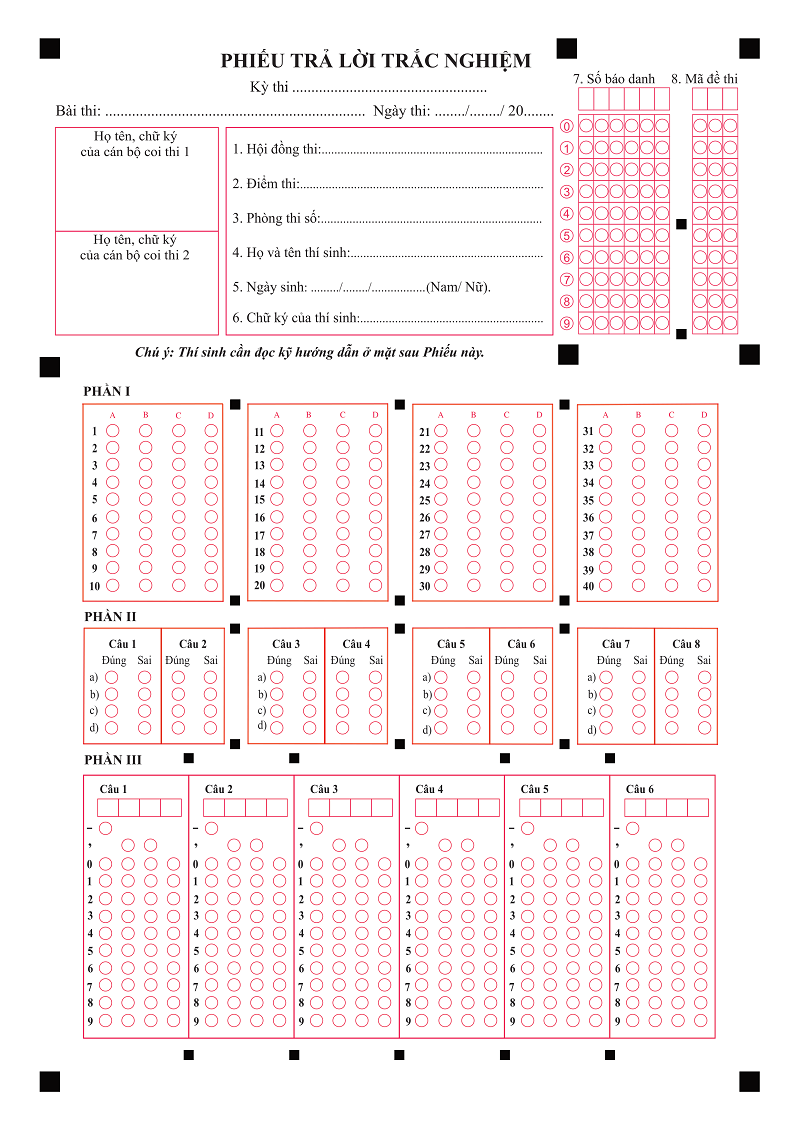 PHIẾU TRẢ LỜI TRẮC NGHIỆM
Kỳ thi ..................................................
Bài thi: .................................................................. Ngày thi: ......../......../ 20........
7. Số báo danh 8. Mã đề thi
Họ tên, chữ ký
của cán bộ coi thi 1
Họ tên, chữ ký
của cán bộ coi thi 2
1. Hội đồng thi:.........................................................
2. Điểm thi:...............................................................
3. Phòng thi số:.........................................................
4. Họ và tên thí sinh:..................................................
5. Ngày sinh: ......../......../.................(Nam/ Nữ).
6. Chữ ký của thí sinh:................................................
0
1
2
3
4
5
6
7
8
9
Chú ý: Thí sinh cần đọc kỹ hướng dẫn ở mặt sau Phiếu này.
PHẦN I
A B C D A B C D A B C D A B C D
1 11 21 31
2 12 22 32
3 13 23 33
4 14 24 34
5 15 25 35
6 16 26 36
7 17 27 37
8 18 28 38
9 19 29 39
10 20 30 40
PHẦN II
Câu 1 Câu 2 Câu 3 Câu 4 Câu 5 Câu 6 Câu 7 Câu 8
Đúng Sai Đúng Sai Đúng Sai Đúng Sai Đúng Sai Đúng Sai Đúng Sai Đúng Sai
a) a) a) a)
b) b) b) b)
c) c) c) c)
d) d) d) d)
PHẦN III
Câu 1 Câu 2 Câu 3 Câu 4 Câu 5 Câu 6
- - - - - -
, , , , , ,
0 0 0 0 0 0
1 1 1 1 1 1
2 2 2 2 2 2
3 3 3 3 3 3
4 4 4 4 4 4
5 5 5 5 5 5
6 6 6 6 6 6
7 7 7 7 7 7
8 8 8 8 8 8
9 9 9 9 9 9